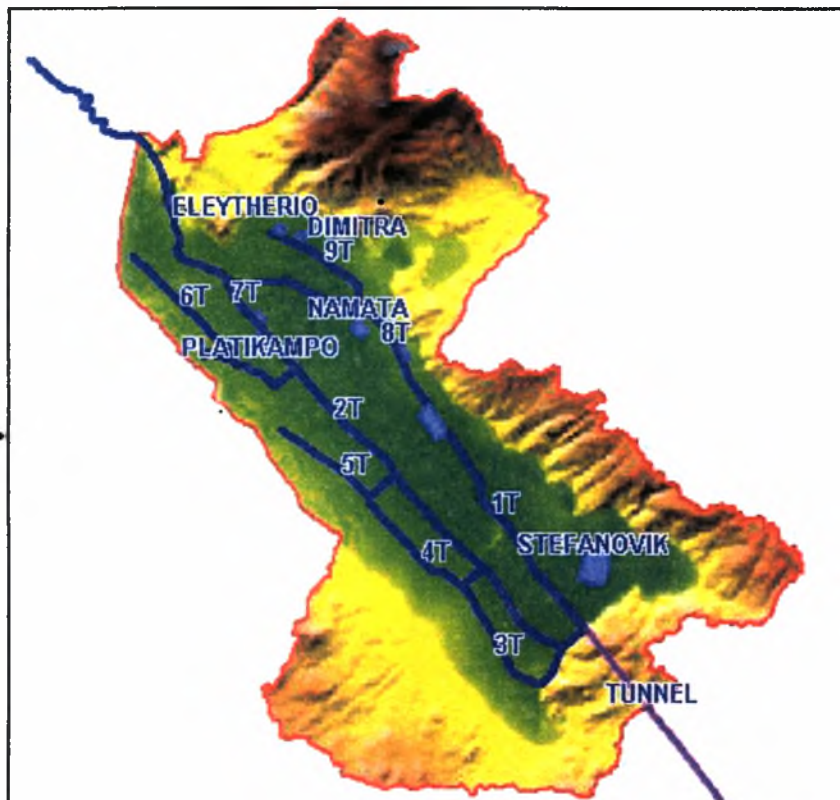 ELEYTHERIO
DIMITRA
9T
6T
7T
NAMATA
8T
PLATIKAMPO
2T
5T
1T
STEFANOVIK
4T
3T
TUNNEL